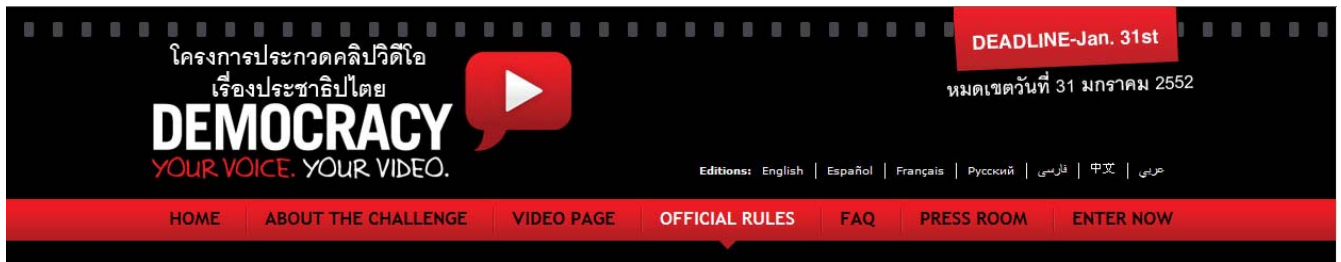 โครงการประกวดคลิปวิดีโอ
เรื่องประชาธิปไตย
DEMOCRACY
YOUR VOICE. YOUR VIDEO.
DEADLINE-Jan. 31st
หมดเขตวันที่ 31 มกราคม 2552
Editions: English | Español | Français | Русский | فارسی | 中文 | عربي
HOME ABOUT THE CHALLENGE VIDEO PAGE OFFICIAL RULES FAQ PRESS ROOM ENTER NOW